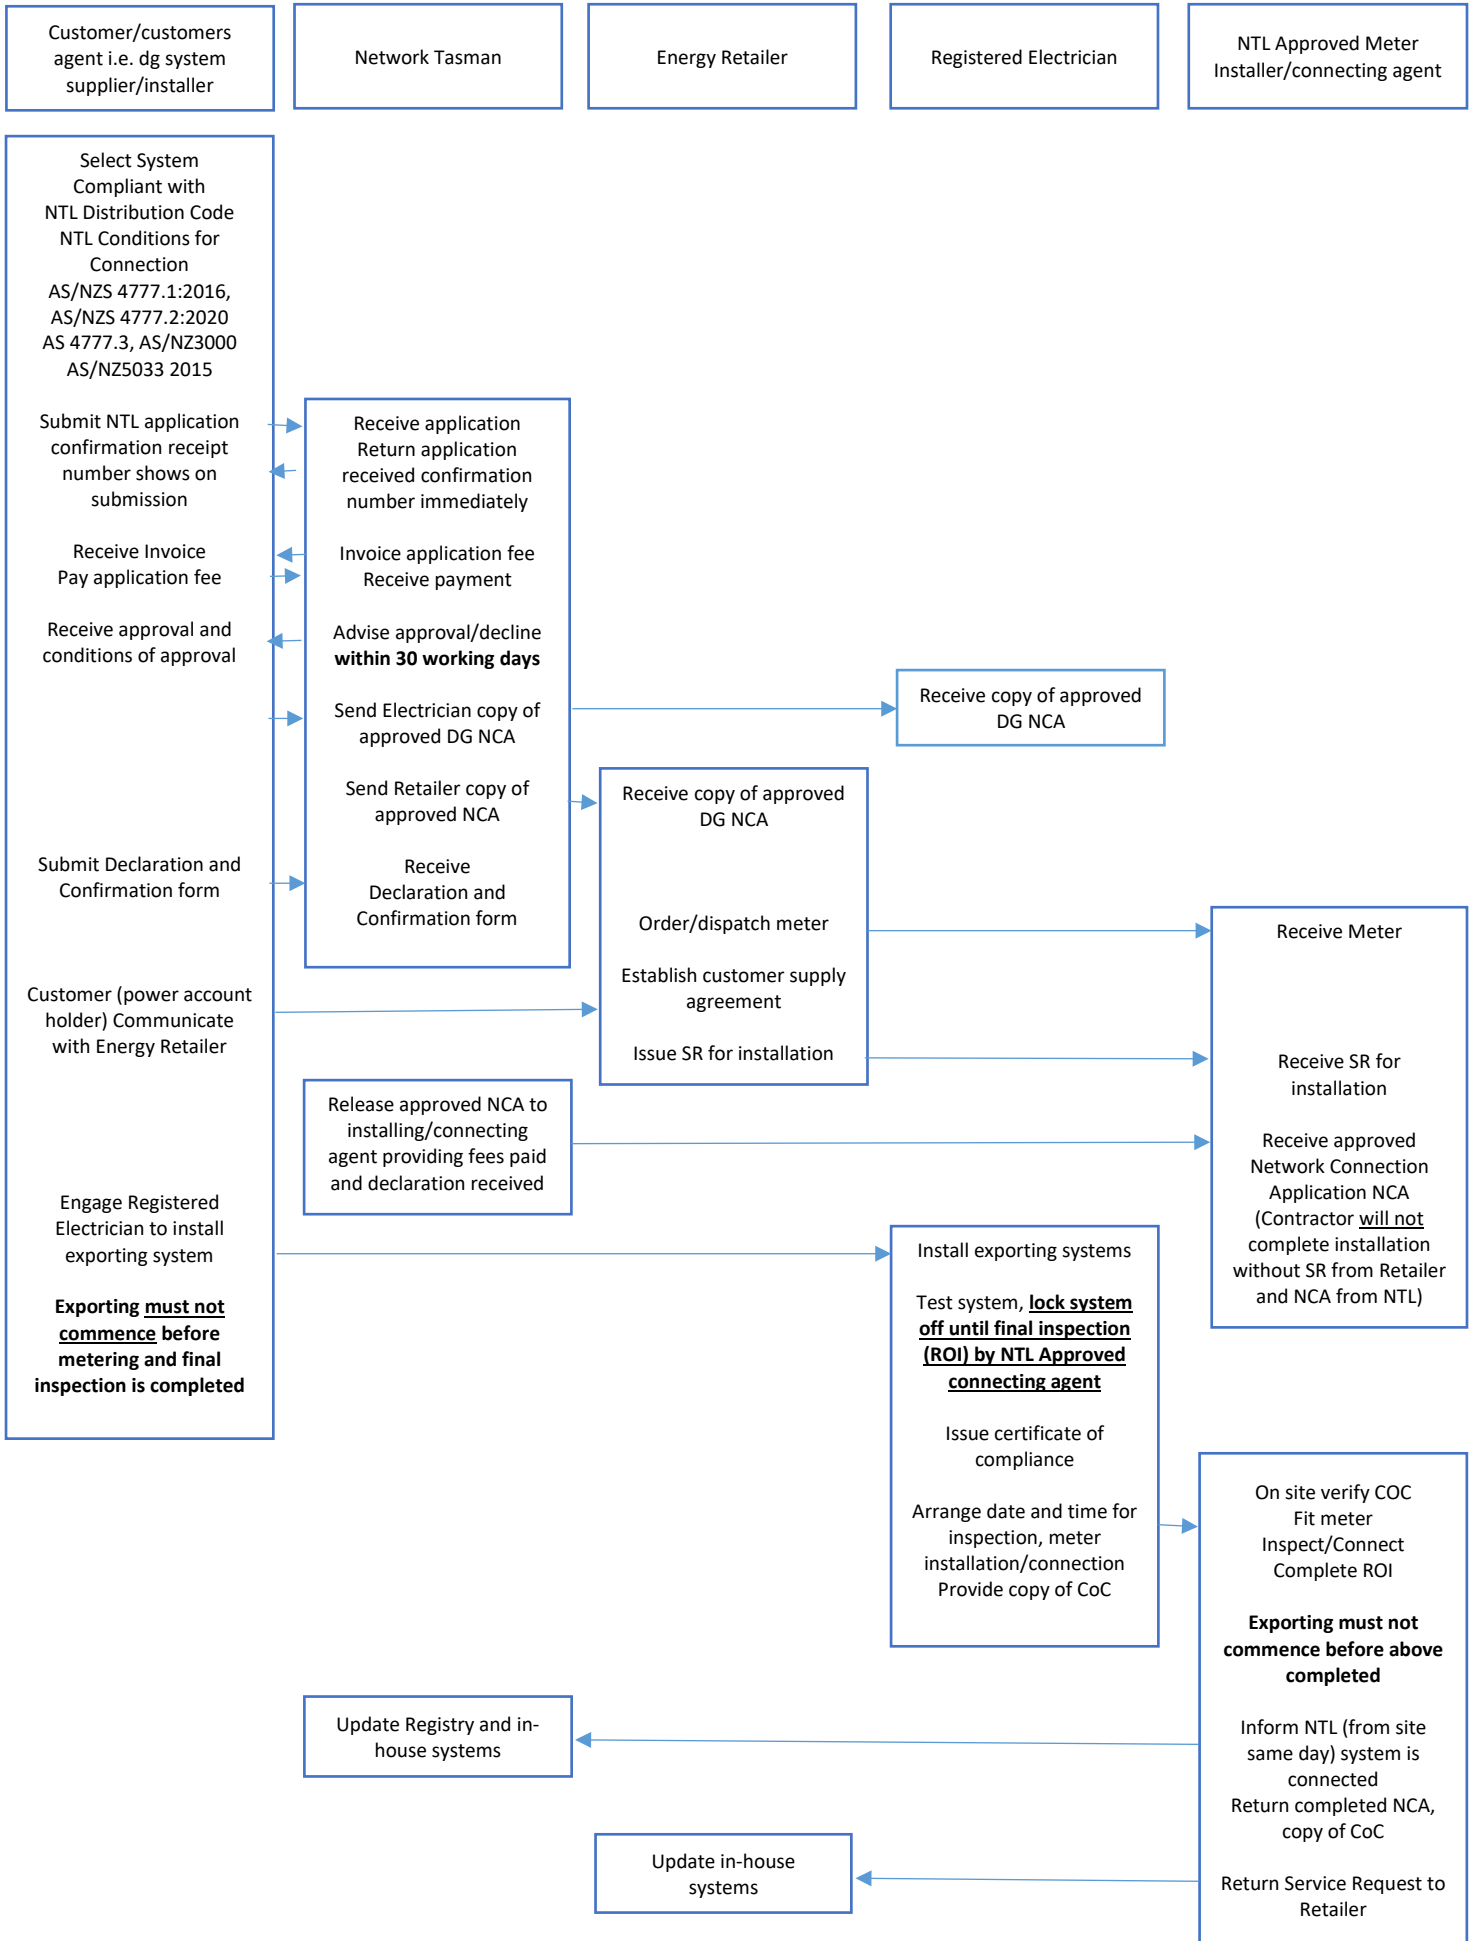 Customer/customers
agent i.e. dg system
supplier/installer
Network Tasman
Energy Retailer
Registered Electrician
NTL Approved Meter
Installer/connecting agent
Select System
Compliant with
NTL Distribution Code
NTL Conditions for
Connection
AS/NZS 4777.1:2016,
AS/NZS 4777.2:2020
AS 4777.3, AS/NZ3000
AS/NZ5033 2015
Submit NTL application
confirmation receipt
number shows on
submission
Receive Invoice
Pay application fee
Receive approval and
conditions of approval
Submit Declaration and
Confirmation form
Customer (power account
holder) Communicate
with Energy Retailer
Engage Registered
Electrician to install
exporting system
Exporting must not
commence before
metering and final
inspection is completed
Receive application
Return application
received confirmation
number immediately
Invoice application fee
Receive payment
Advise approval/decline
within 30 working days
Send Electrician copy of
approved DG NCA
Send Retailer copy of
approved NCA
Receive
Declaration and
Confirmation form
Release approved NCA to
installing/connecting
agent providing fees paid
and declaration received
Update Registry and in-
house systems
Receive copy of approved
DG NCA
Order/dispatch meter
Establish customer supply
agreement
Issue SR for installation
Update in-house
systems
Receive copy of approved
DG NCA
Install exporting systems
Test system, lock system
off until final inspection
(ROI) by NTL Approved
connecting agent
Issue certificate of
compliance
Arrange date and time for
inspection, meter
installation/connection
Provide copy of CoC
Receive Meter
Receive SR for
installation
Receive approved
Network Connection
Application NCA
(Contractor will not
complete installation
without SR from Retailer
and NCA from NTL)
On site verify COC
Fit meter
Inspect/Connect
Complete ROI
Exporting must not
commence before above
completed
Inform NTL (from site
same day) system is
connected
Return completed NCA,
copy of CoC
Return Service Request to
Retailer